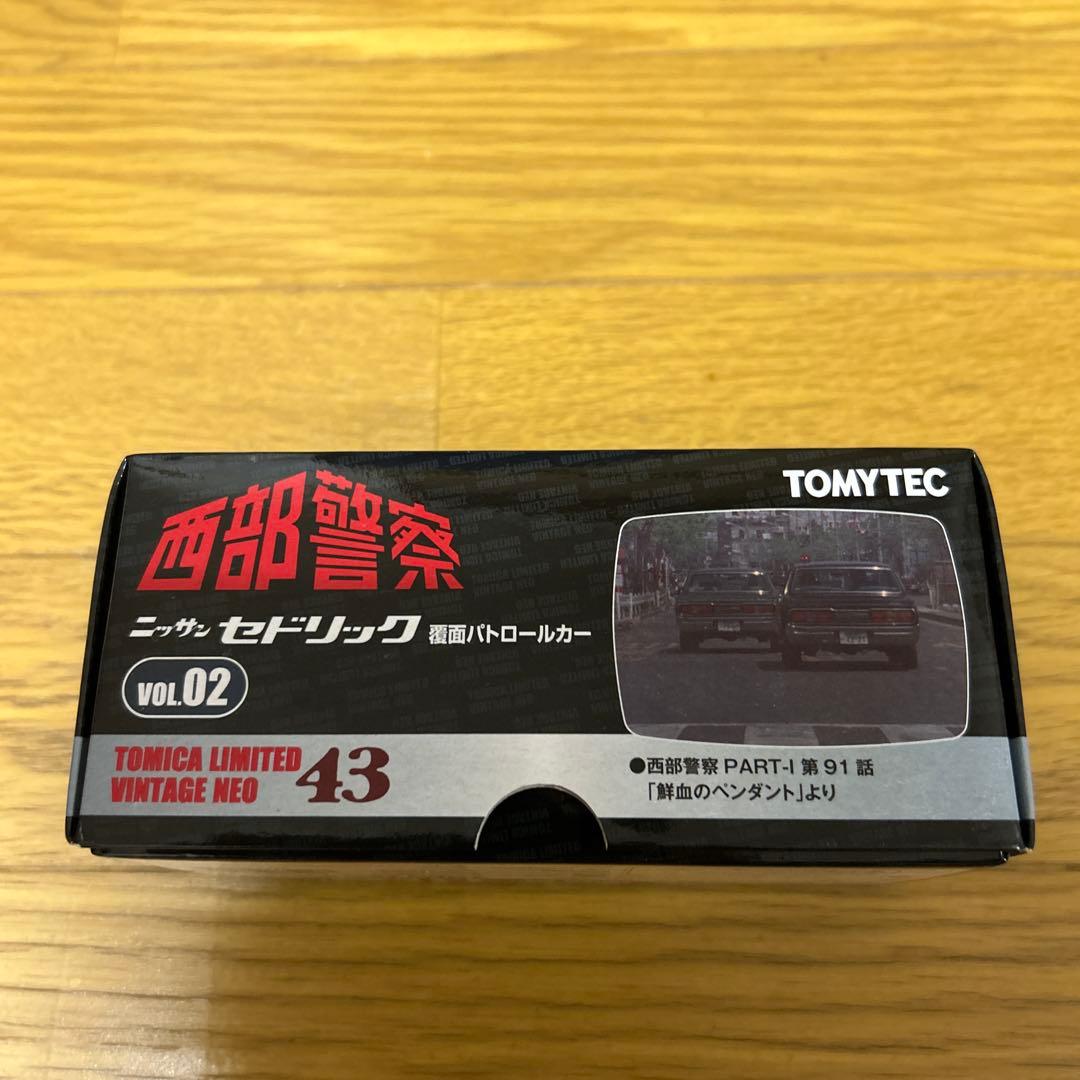 TOMYTEC
西部警察
ニッサン セドリック 覆面パトロールカー
VOL.02
TOMICA LIMITED
VINTAGE NEO 43
●西部警察 PART-I 第91話
「鮮血のペンダント」より